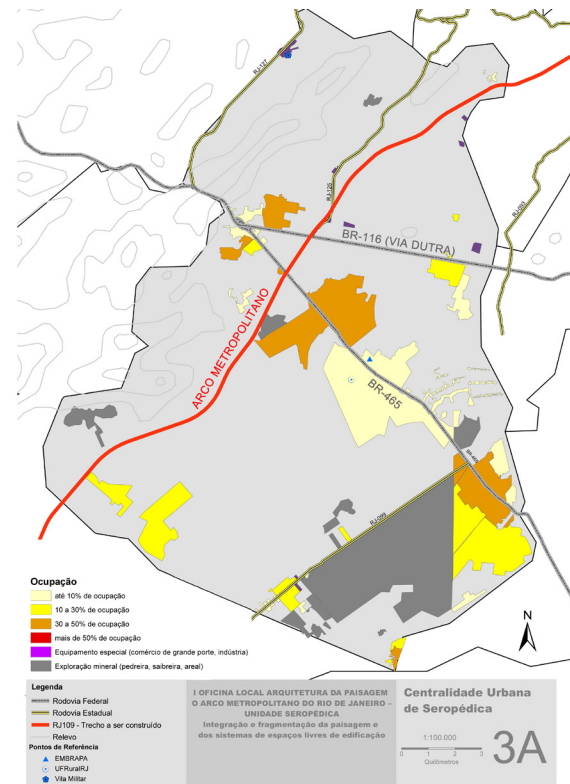 RJ-127
RJ-125
RJ-093
BR-116 (VIA DUTRA)
ARCO METROPOLITANO
BR-465
BR-465
RJ-099
Ocupação
até 10% de ocupação
10 a 30% de ocupação
30 a 50% de ocupação
mais de 50% de ocupação
Equipamento especial (comércio de grande porte, indústria)
Exploração mineral (pedreira, saibreira, areal)
N
Legenda
Rodovia Federal
Rodovia Estadual
RJ109 - Trecho a ser construído
Relevo
Pontos de Referência
EMBRAPA
UFRuralRJ
Vila Militar
I OFICINA LOCAL ARQUITETURA DA PAISAGEM
O ARCO METROPOLITANO DO RIO DE JANEIRO –
UNIDADE SEROPÉDICA
Integração e fragmentação da paisagem e
dos sistemas de espaços livres de edificação
Centralidade Urbana
de Seropédica
1:100.000
0 1 2 3
Quilômetros
3A